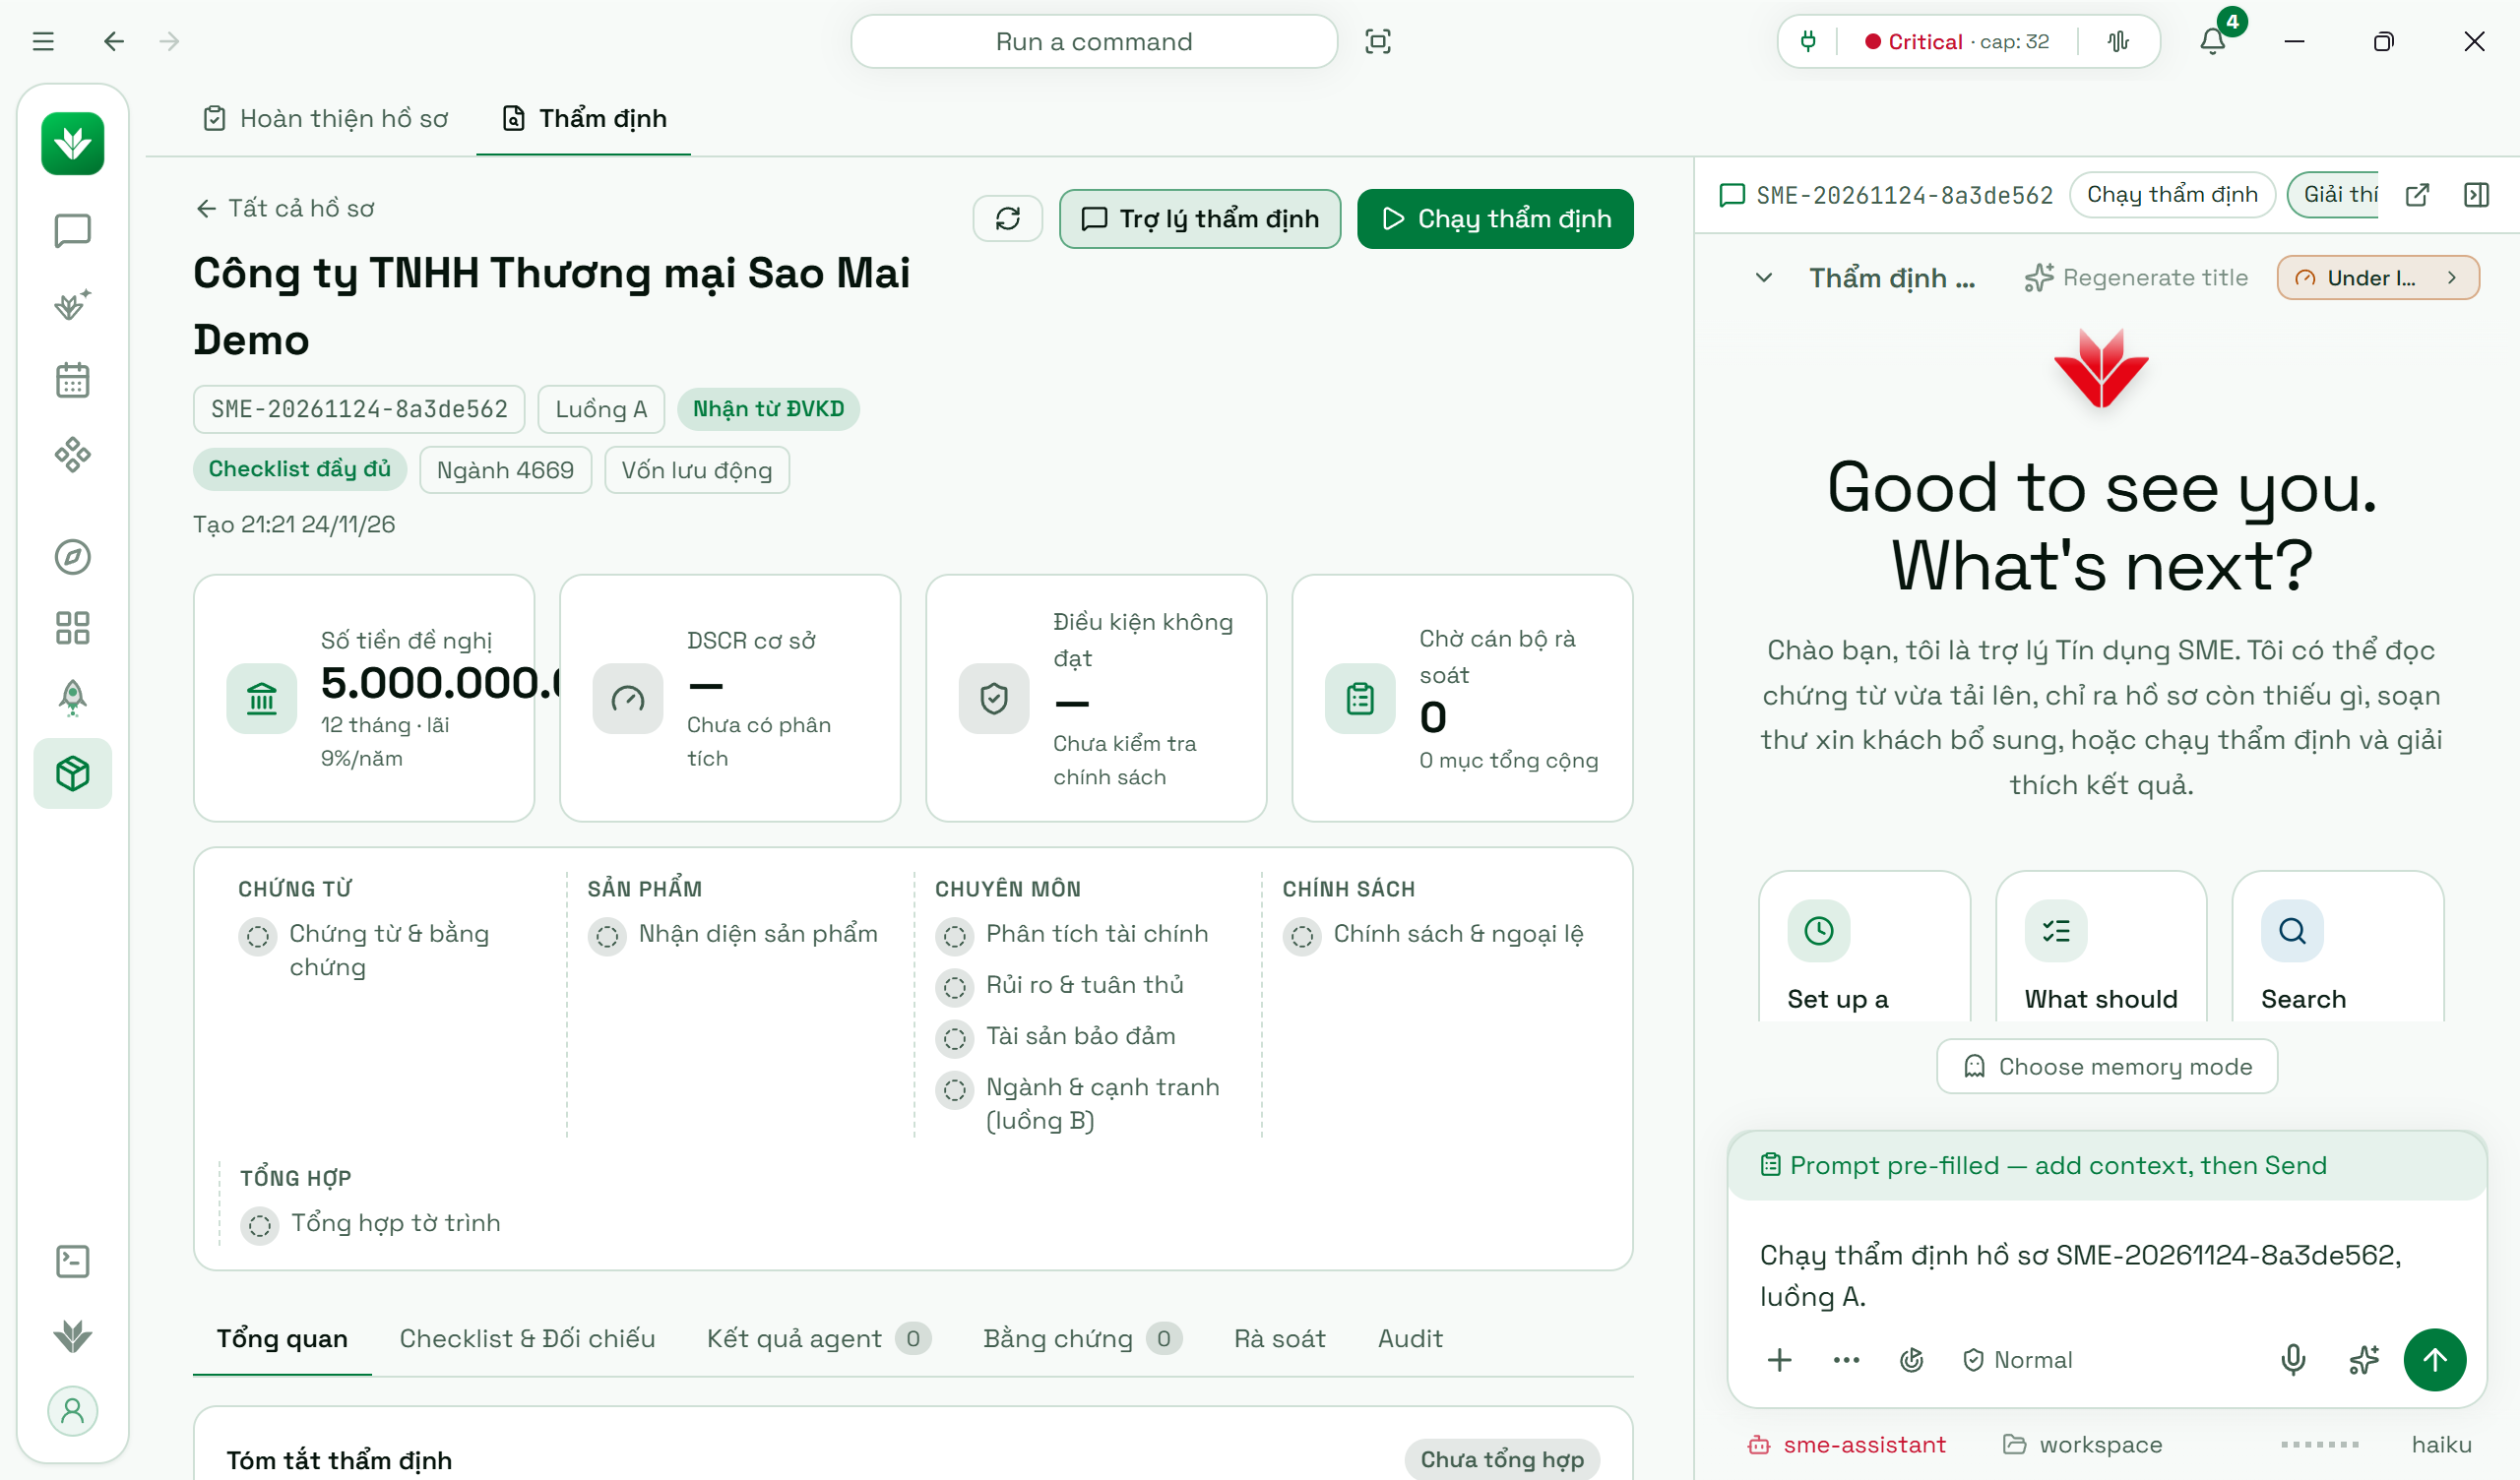 Run a command
Critical · cap: 32
4
Hoàn thiện hồ sơ
Thẩm định
Tất cả hồ sơ
Trợ lý thẩm định
Chạy thẩm định
Công ty TNHH Thương mại Sao Mai
Demo
SME-20261124-8a3de562
Luồng A
Nhận từ ĐVKD
Checklist đầy đủ
Ngành 4669
Vốn lưu động
Tạo 21:21 24/11/26
Số tiền đề nghị
5.000.000.0
12 tháng · lãi
9%/năm
DSCR cơ sở
—
Chưa có phân
tích
Điều kiện không
đạt
—
Chưa kiểm tra
chính sách
Chờ cán bộ rà
soát
0
0 mục tổng cộng
CHỨNG TỪ
Chứng từ & bằng
chứng
SẢN PHẨM
Nhận diện sản phẩm
CHUYÊN MÔN
Phân tích tài chính
Rủi ro & tuân thủ
Tài sản bảo đảm
Ngành & cạnh tranh
(luồng B)
CHÍNH SÁCH
Chính sách & ngoại lệ
TỔNG HỢP
Tổng hợp tờ trình
Tổng quan
Checklist & Đối chiếu
Kết quả agent 0
Bằng chứng 0
Rà soát
Audit
Tóm tắt thẩm định
Chưa tổng hợp
SME-20261124-8a3de562
Chạy thẩm định
Giải thí
Thẩm định ...
Regenerate title
Under l...
Good to see you.
What's next?
Chào bạn, tôi là trợ lý Tín dụng SME. Tôi có thể đọc
chứng từ vừa tải lên, chỉ ra hồ sơ còn thiếu gì, soạn
thư xin khách bổ sung, hoặc chạy thẩm định và giải
thích kết quả.
Set up a
What should
Search
Choose memory mode
Prompt pre-filled — add context, then Send
Chạy thẩm định hồ sơ SME-20261124-8a3de562,
luồng A.
Normal
sme-assistant
workspace
haiku